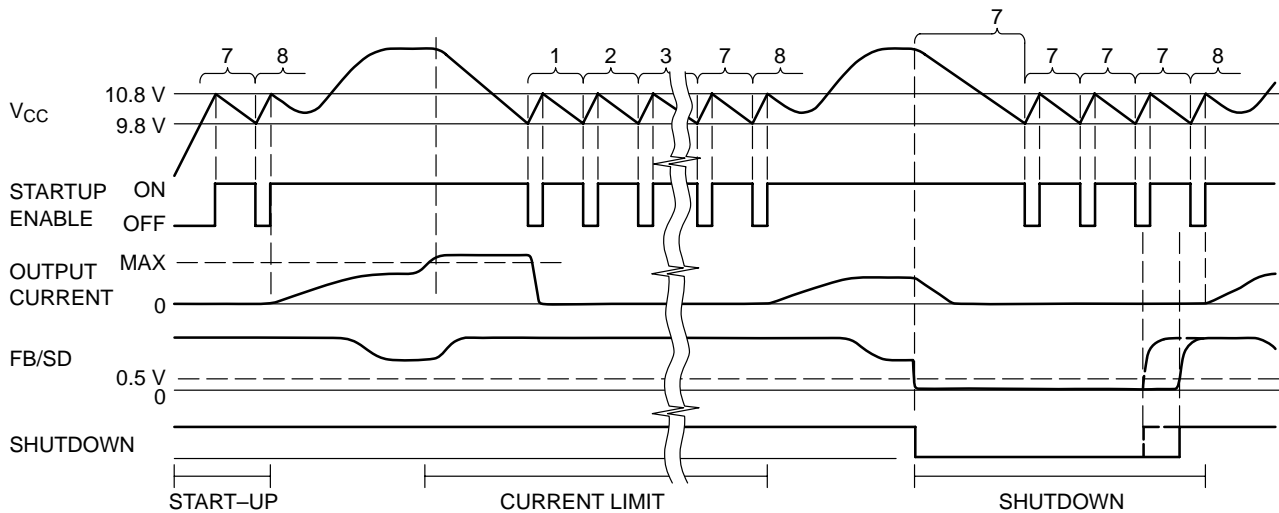 7
7 8 1 2 3 7 8 7 7 7 8
10.8 V
VCC
9.8 V
STARTUP ENABLE
ON
OFF
OUTPUT CURRENT
MAX
0
FB/SD
0.5 V
0
SHUTDOWN
START–UP CURRENT LIMIT SHUTDOWN